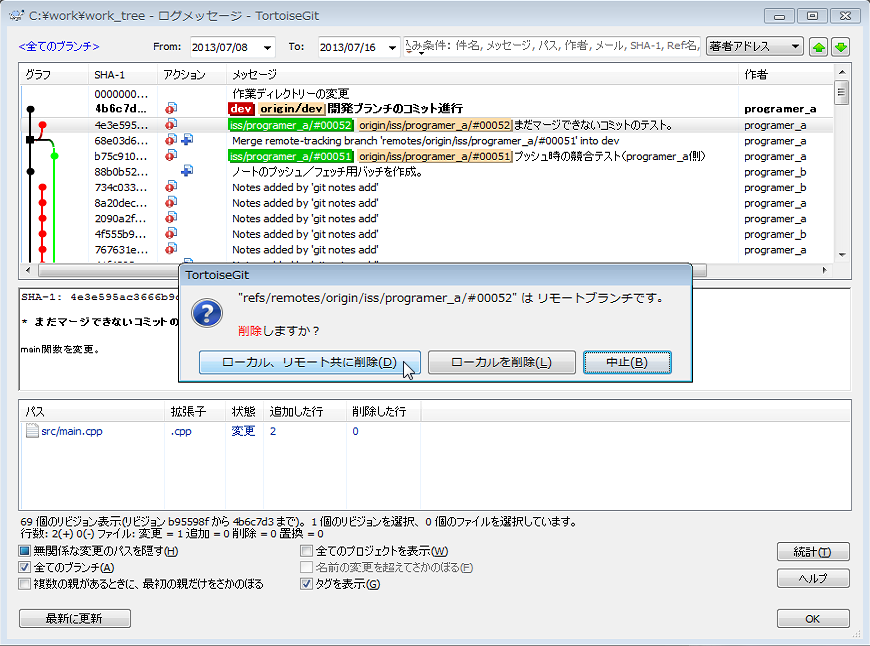 C:¥work¥work_tree - ログメッセージ - TortoiseGit
<全てのブランチ> From: 2013/07/08 To: 2013/07/16 込み条件: 件名, メッセージ, パス, 作者, メール, SHA-1, Ref名, 著者アドレス
グラフ SHA-1 アクション メッセージ 作者
0000000... 作業ディレクトリーの変更
4b6c7d... dev origin/dev 開発ブランチのコミット進行 programer_a
4e3e595... iss/programer_a/#00052 origin/iss/programer_a/#00052 まだマージできないコミットのテスト。 programer_a
68e03d6... Merge remote-tracking branch 'remotes/origin/iss/programer_a/#00051' into dev programer_a
b75c910... iss/programer_a/#00051 origin/iss/programer_a/#00051 プッシュ時の競合テスト（programer_a側） programer_a
88b0b52... ノートのプッシュ／フェッチ用バッチを作成。 programer_b
734c033... Notes added by 'git notes add' programer_b
8a20dec... Notes added by 'git notes add' programer_a
2090a2f... Notes added by 'git notes add' programer_a
4f555b9... Notes added by 'git notes add' programer_b
767631e... Notes added by 'git notes add' programer_a
TortoiseGit
"refs/remotes/origin/iss/programer_a/#00052" は リモートブランチです。
削除しますか？
ローカル、リモート共に削除(D) ローカルを削除(L) 中止(B)
SHA-1: 4e3e595ac3666b9c
* まだマージできないコミットの
main関数を変更。
パス 拡張子 状態 追加した行 削除した行
src/main.cpp .cpp 変更 2 0
69 個のリビジョン表示(リビジョン b95598f から 4b6c7d3 まで)。1 個のリビジョンを選択、0 個のファイルを選択しています。
行数: 2(+) 0(-) ファイル: 変更 = 1 追加 = 0 削除 = 0 置換 = 0
無関係な変更のパスを隠す(H) 全てのプロジェクトを表示(W) 統計(T)
全てのブランチ(A) 名前の変更を超えてさかのぼる(F) ヘルプ
複数の親があるときに、最初の親だけをさかのぼる タグを表示(G)
最新に更新 OK